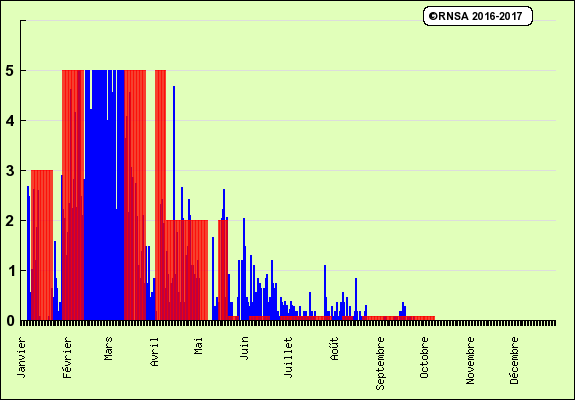 ©RNSA 2016-2017
5
4
3
2
1
0
Janvier
Février
Mars
Avril
Mai
Juin
Juillet
Août
Septembre
Octobre
Novembre
Décembre